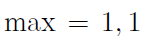 max = 1, 1